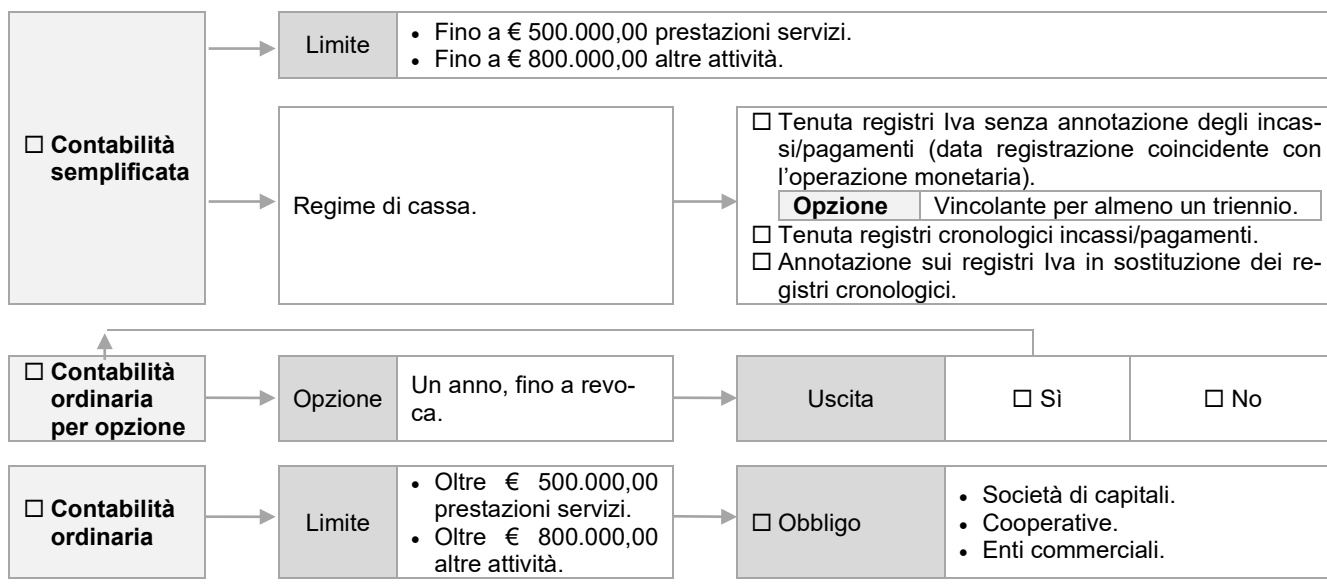 ☐ Contabilità
semplificata
Limite
• Fino a € 500.000,00 prestazioni servizi.
• Fino a € 800.000,00 altre attività.
Regime di cassa.
☐ Tenuta registri Iva senza annotazione degli incas-
si/pagamenti (data registrazione coincidente con
l’operazione monetaria).
Opzione Vincolante per almeno un triennio.
☐ Tenuta registri cronologici incassi/pagamenti.
☐ Annotazione sui registri Iva in sostituzione dei re-
gistri cronologici.
☐ Contabilità
ordinaria
per opzione
Opzione
Un anno, fino a revo-
ca.
Uscita
☐ Sì
☐ No
☐ Contabilità
ordinaria
Limite
• Oltre € 500.000,00
prestazioni servizi.
• Oltre € 800.000,00
altre attività.
☐ Obbligo
• Società di capitali.
• Cooperative.
• Enti commerciali.